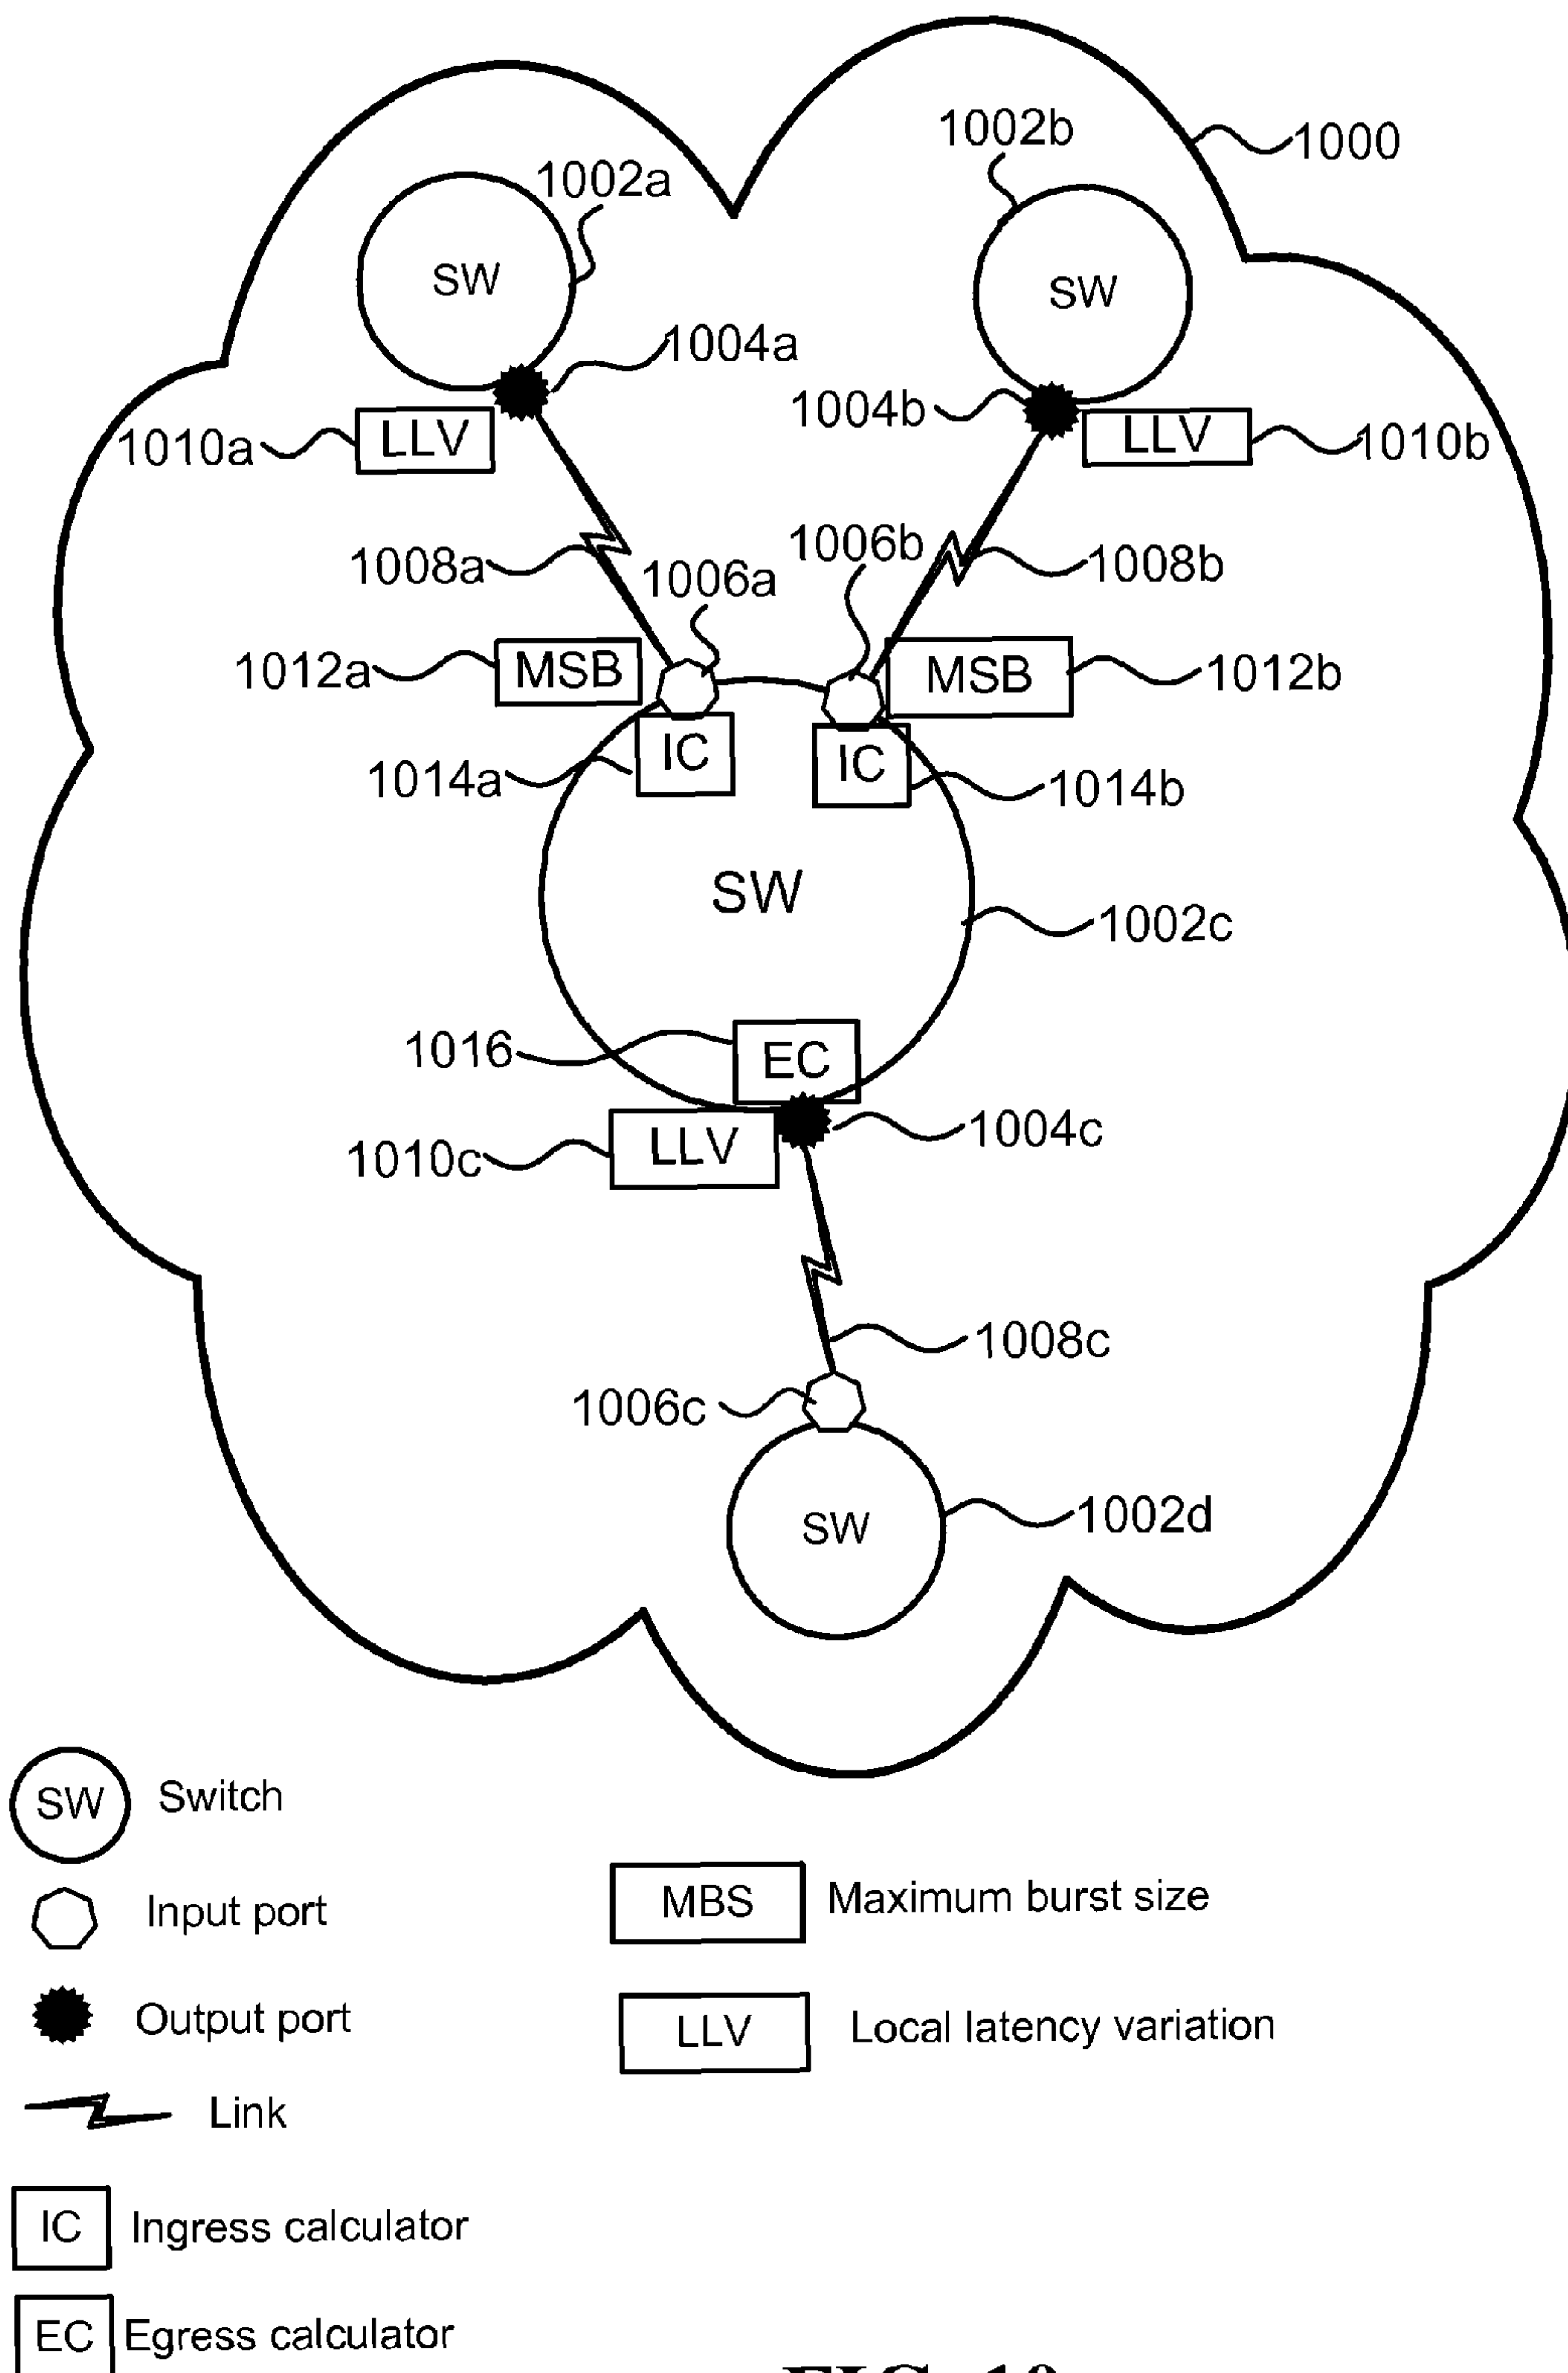 1002b
1000
1002a
SW
SW
1004a
1004b
1010a
LLV
LLV
1010b
1008a
1006a
1006b
1008b
1012a
MSB
MSB
1012b
1014a
IC
IC
1014b
SW
1002c
1016
EC
1010c
LLV
1004c
1008c
1006c
SW
1002d
SW Switch
Input port
MBS Maximum burst size
Output port
LLV Local latency variation
Link
IC Ingress calculator
EC Egress calculator